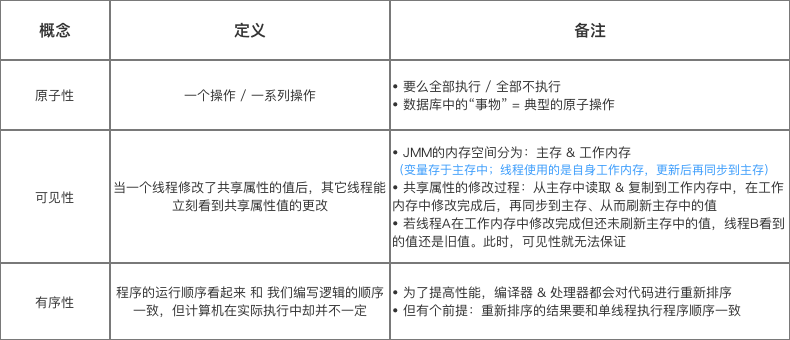 概念
定义
备注
原子性
一个操作 / 一系列操作
• 要么全部执行 / 全部不执行
• 数据库中的“事物” = 典型的原子操作
可见性
当一个线程修改了共享属性的值后，其它线程能
立刻看到共享属性值的更改
• JMM的内存空间分为：主存 & 工作内存
（变量存于主存中；线程使用的是自身工作内存，更新后再同步到主存）
• 共享属性的修改过程：从主存中读取 & 复制到工作内存中，在工作
内存中修改完成后，再同步到主存、从而刷新主存中的值
• 若线程A在工作内存中修改完成但还未刷新主存中的值，线程B看到
的值还是旧值。此时，可见性就无法保证
有序性
程序的运行顺序看起来 和 我们编写逻辑的顺序
一致，但计算机在实际执行中却并不一定
• 为了提高性能，编译器 & 处理器都会对代码进行重新排序
• 但有个前提：重新排序的结果要和单线程执行程序顺序一致